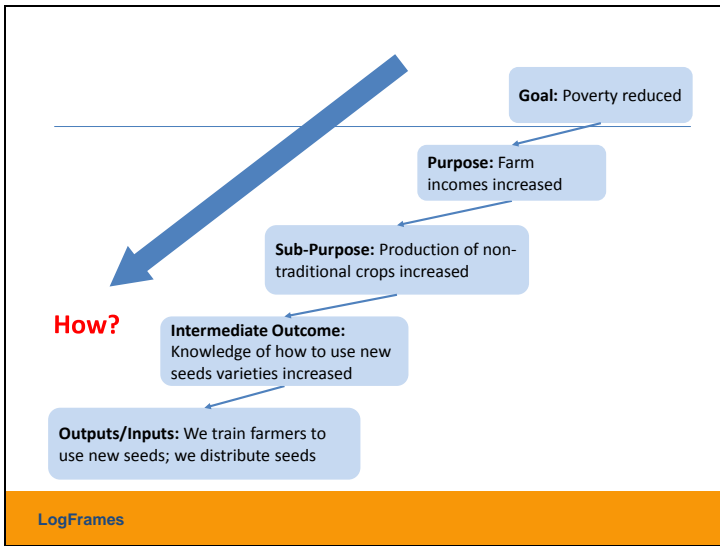 Goal: Poverty reduced
Purpose: Farm
incomes increased
Sub-Purpose: Production of non-
traditional crops increased
How?
Intermediate Outcome:
Knowledge of how to use new
seeds varieties increased
Outputs/Inputs: We train farmers to
use new seeds; we distribute seeds
LogFrames